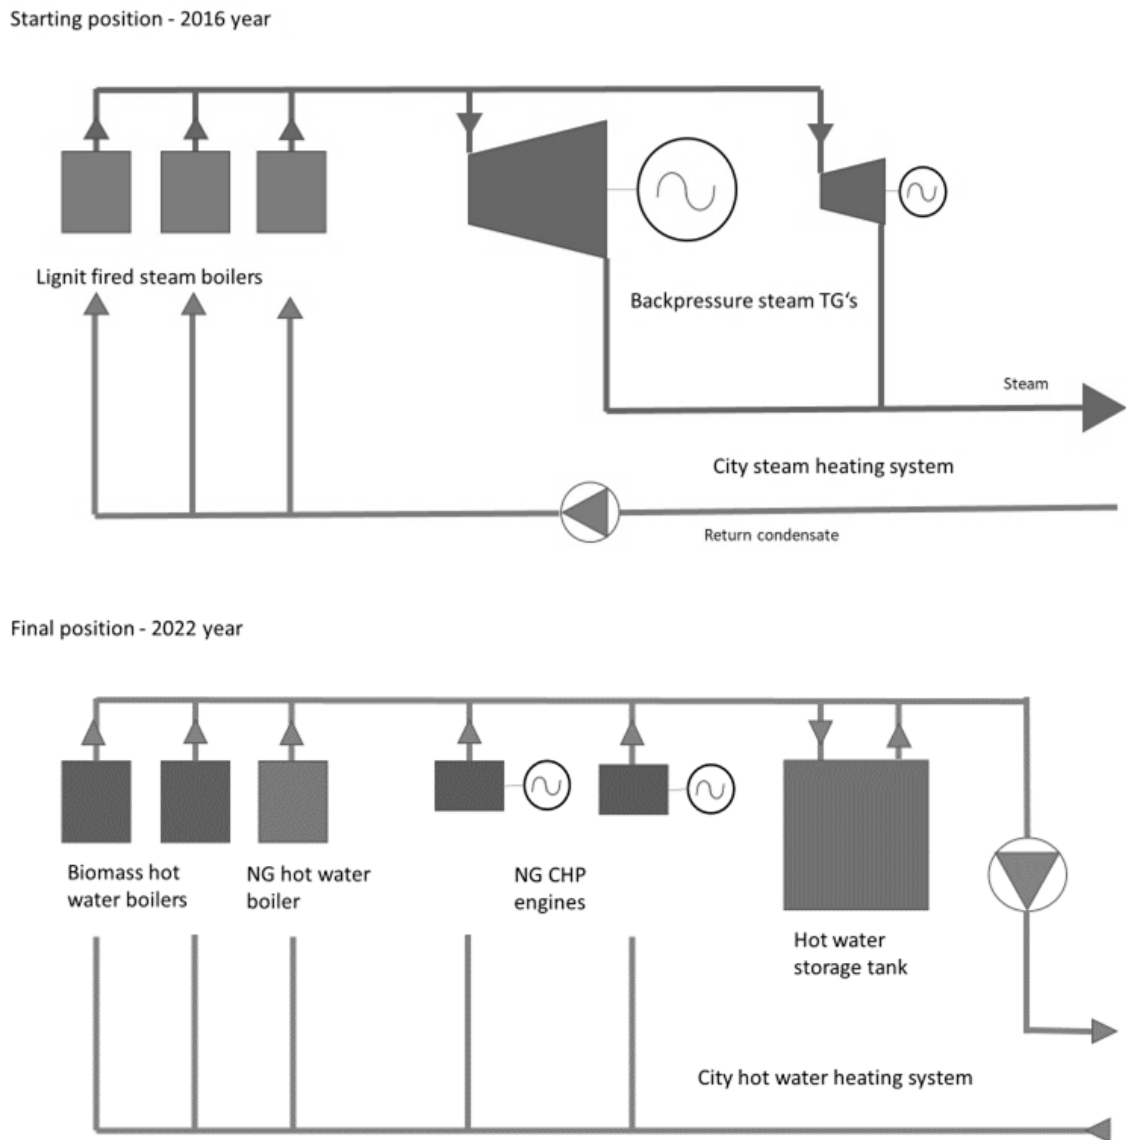 Starting position - 2016 year
Lignit fired steam boilers
Backpressure steam TG‘s
Steam
City steam heating system
Return condensate
Final position - 2022 year
Biomass hot
water boilers
NG hot water
boiler
NG CHP
engines
Hot water
storage tank
City hot water heating system